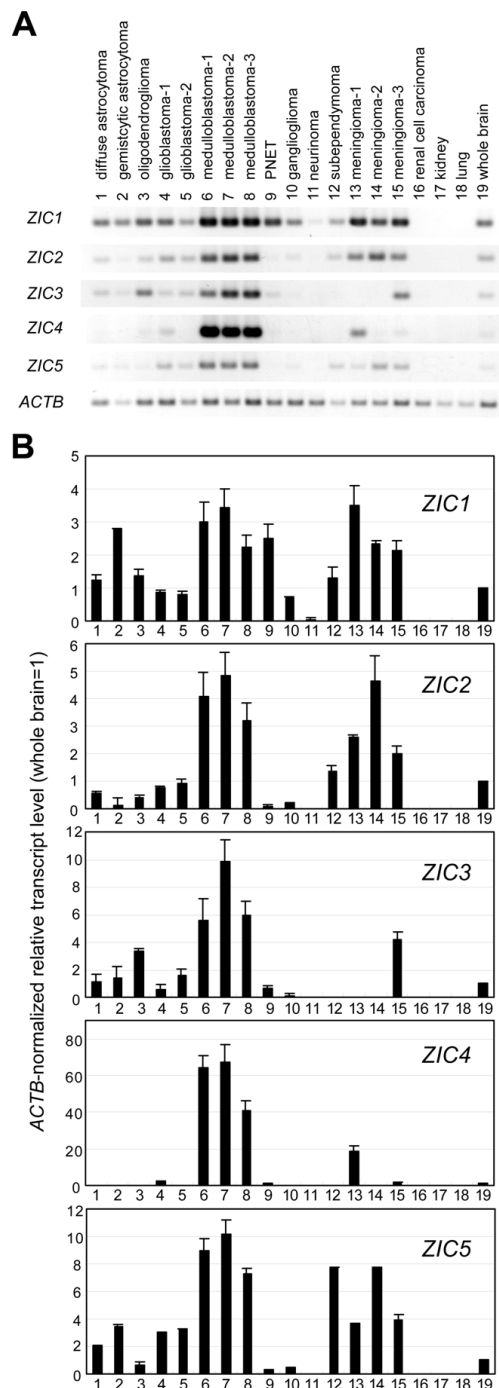 A
1 diffuse astrocytoma
2 gemistcytic astrocytoma
3 oligodendroglioma
4 glioblastoma-1
5 glioblastoma-2
6 medulloblastoma-1
7 medulloblastoma-2
8 medulloblastoma-3
9 PNET
10 ganglioglioma
11 neurinoma
12 subependymoma
13 meningioma-1
14 meningioma-2
15 meningioma-3
16 renal cell carcinoma
17 kidney
18 lung
19 whole brain
ZIC1
ZIC2
ZIC3
ZIC4
ZIC5
ACTB
B
ACTB-normalized relative transcript level (whole brain=1)
5
4
3
2
1
0
ZIC1
1 2 3 4 5 6 7 8 9 10 11 12 13 14 15 16 17 18 19
6
5
4
3
2
1
0
ZIC2
1 2 3 4 5 6 7 8 9 10 11 12 13 14 15 16 17 18 19
12
10
8
6
4
2
0
ZIC3
1 2 3 4 5 6 7 8 9 10 11 12 13 14 15 16 17 18 19
80
60
40
20
0
ZIC4
1 2 3 4 5 6 7 8 9 10 11 12 13 14 15 16 17 18 19
12
10
8
6
4
2
0
ZIC5
1 2 3 4 5 6 7 8 9 10 11 12 13 14 15 16 17 18 19